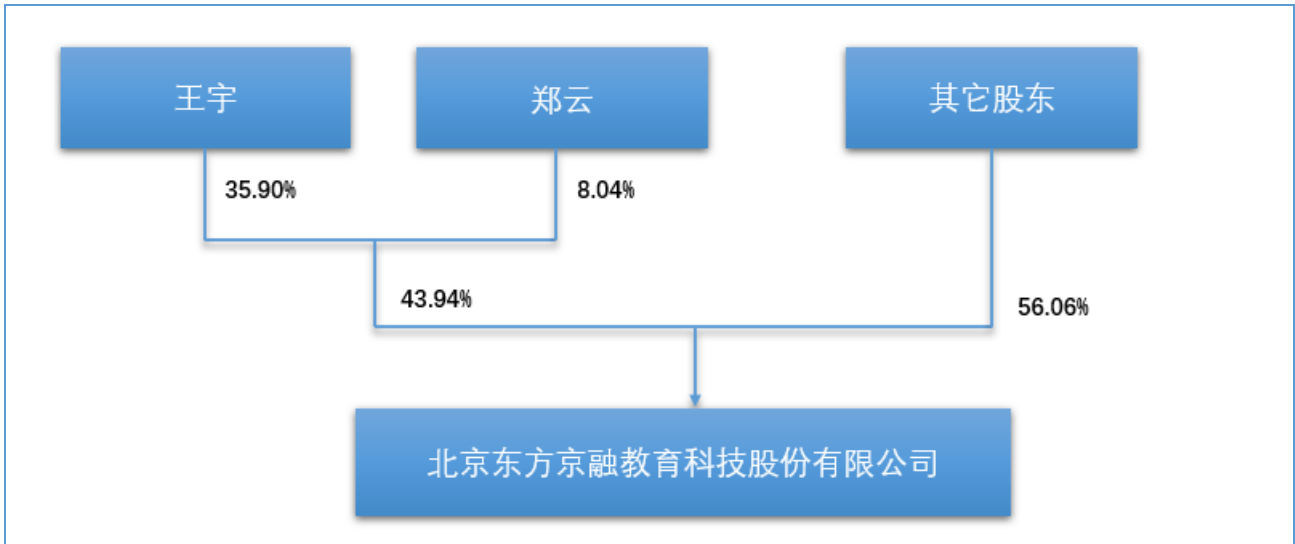 王宇
郑云
其它股东
35.90%
8.04%
43.94%
56.06%
北京东方京融教育科技股份有限公司